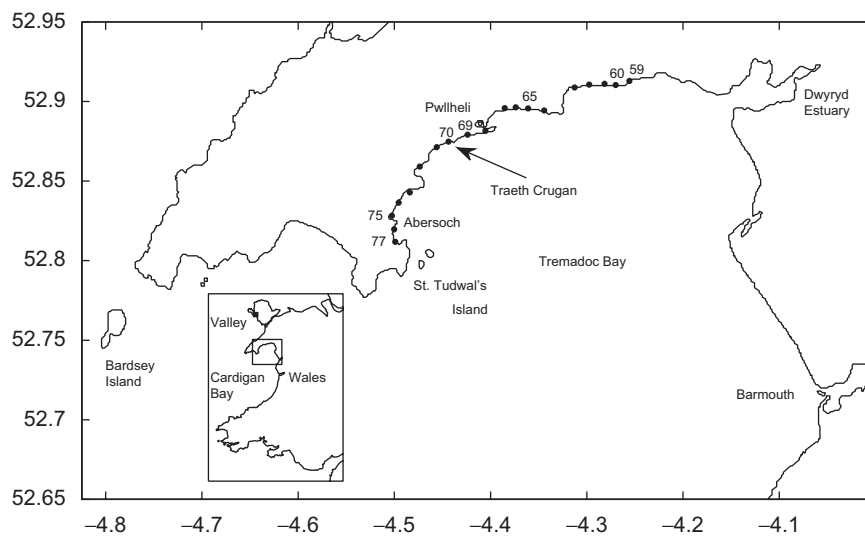 52.95
52.9
52.85
52.8
52.75
52.7
52.65
60 59
65
Pwllheli
69
70
Dwyryd
Estuary
Traeth Crugan
75
Abersoch
77
Tremadoc Bay
St. Tudwal's
Island
Valley
Bardsey
Island
Cardigan
Bay
Wales
Barmouth
–4.8 –4.7 –4.6 –4.5 –4.4 –4.3 –4.2 –4.1